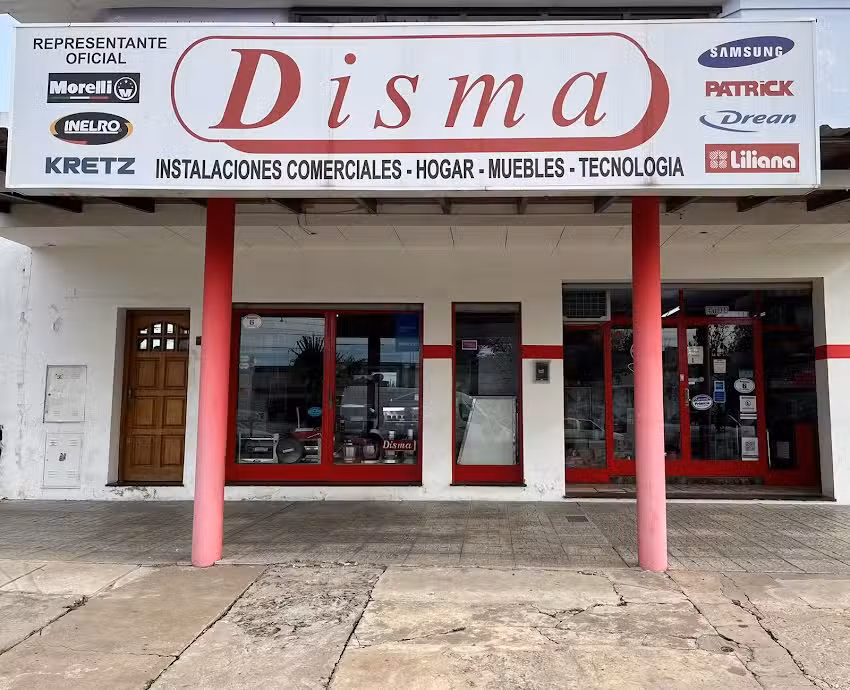 REPRESENTANTE
OFICIAL
Morelli
INELRO
KRETZ
Disma
INSTALACIONES COMERCIALES - HOGAR - MUEBLES - TECNOLOGIA
SAMSUNG
PATRiCK
Drean
Liliana
Disma